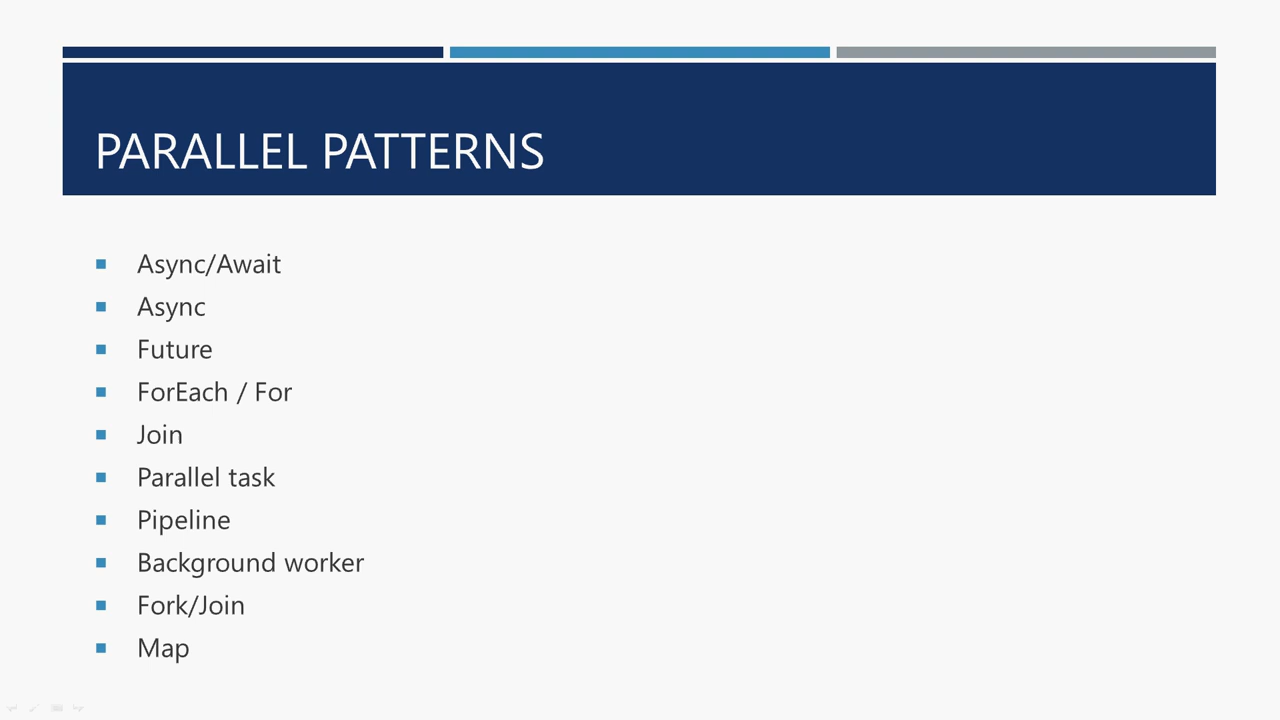 PARALLEL PATTERNS
Async/Await
Async
Future
ForEach / For
Join
Parallel task
Pipeline
Background worker
Fork/Join
Map